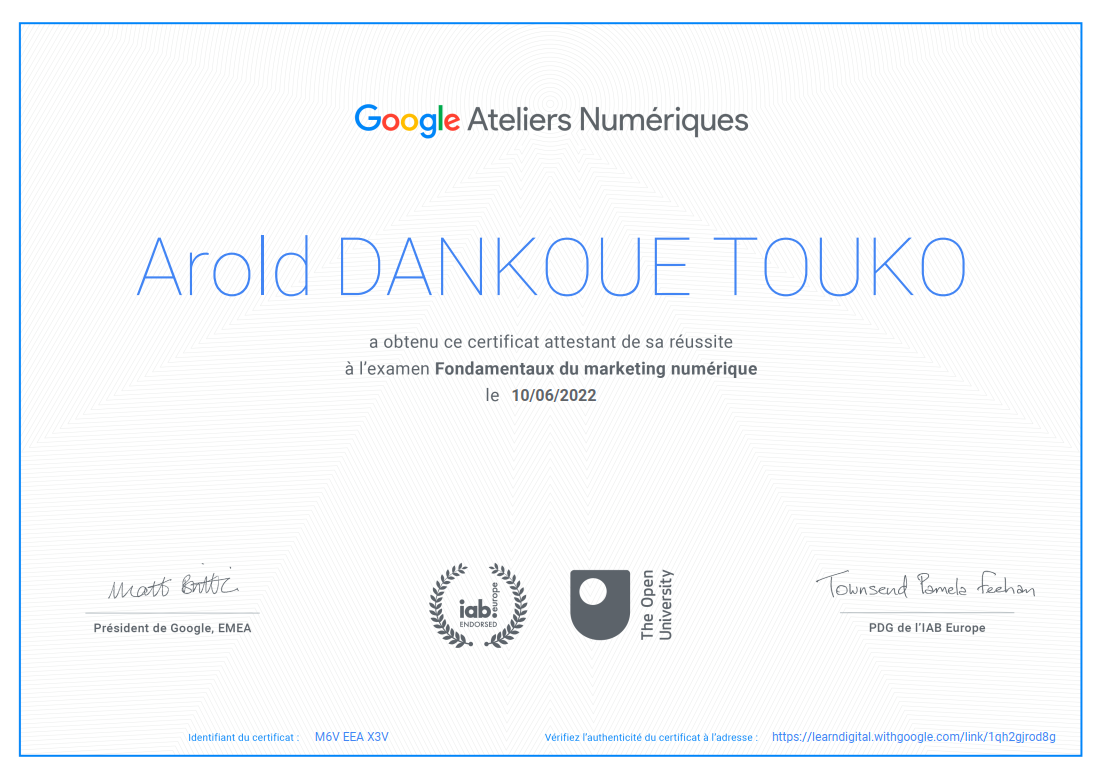 Google Ateliers Numériques
Arold DANKOUE TOUKO
a obtenu ce certificat attestant de sa réussite
à l'examen Fondamentaux du marketing numérique
le 10/06/2022
Matt Brittin
Townsend Pamela Feehan
iab.europe
ENDORSED
The Open
University
Président de Google, EMEA
PDG de l'IAB Europe
Identifiant du certificat : M6V EEA X3V
Vérifiez l'authenticité du certificat à l'adresse : https://learndigital.withgoogle.com/link/1qh2gjrod8g